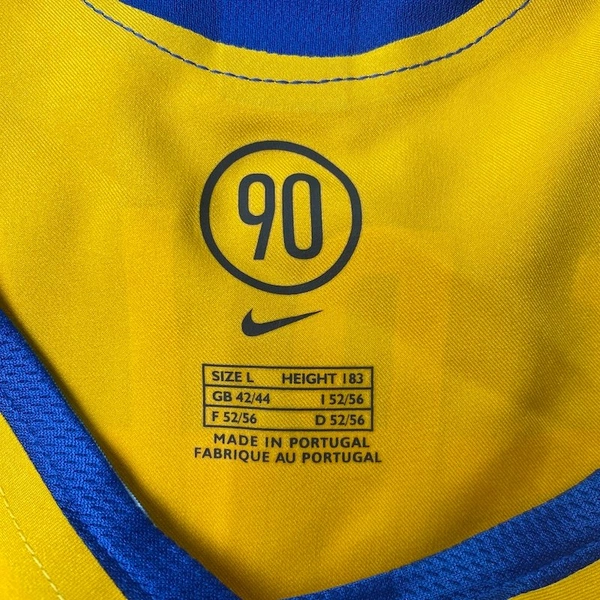 90
SIZE L HEIGHT 183
GB 42/44 I 52/56
F 52/56 D 52/56
MADE IN PORTUGAL
FABRIQUE AU PORTUGAL